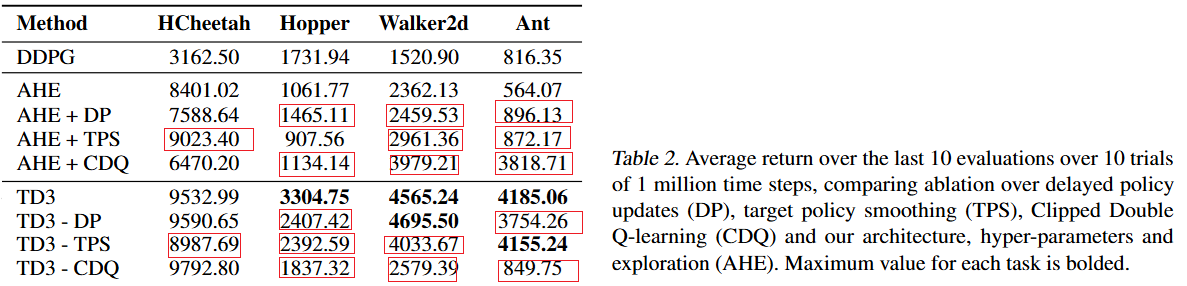 Method HCheetah Hopper Walker2d Ant
DDPG 3162.50 1731.94 1520.90 816.35
AHE 8401.02 1061.77 2362.13 564.07
AHE + DP 7588.64 1465.11 2459.53 896.13
AHE + TPS 9023.40 907.56 2961.36 872.17
AHE + CDQ 6470.20 1134.14 3979.21 3818.71
TD3 9532.99 3304.75 4565.24 4185.06
TD3 - DP 9590.65 2407.42 4695.50 3754.26
TD3 - TPS 8987.69 2392.59 4033.67 4155.24
TD3 - CDQ 9792.80 1837.32 2579.39 849.75
Table 2. Average return over the last 10 evaluations over 10 trials
of 1 million time steps, comparing ablation over delayed policy
updates (DP), target policy smoothing (TPS), Clipped Double
Q-learning (CDQ) and our architecture, hyper-parameters and
exploration (AHE). Maximum value for each task is bolded.